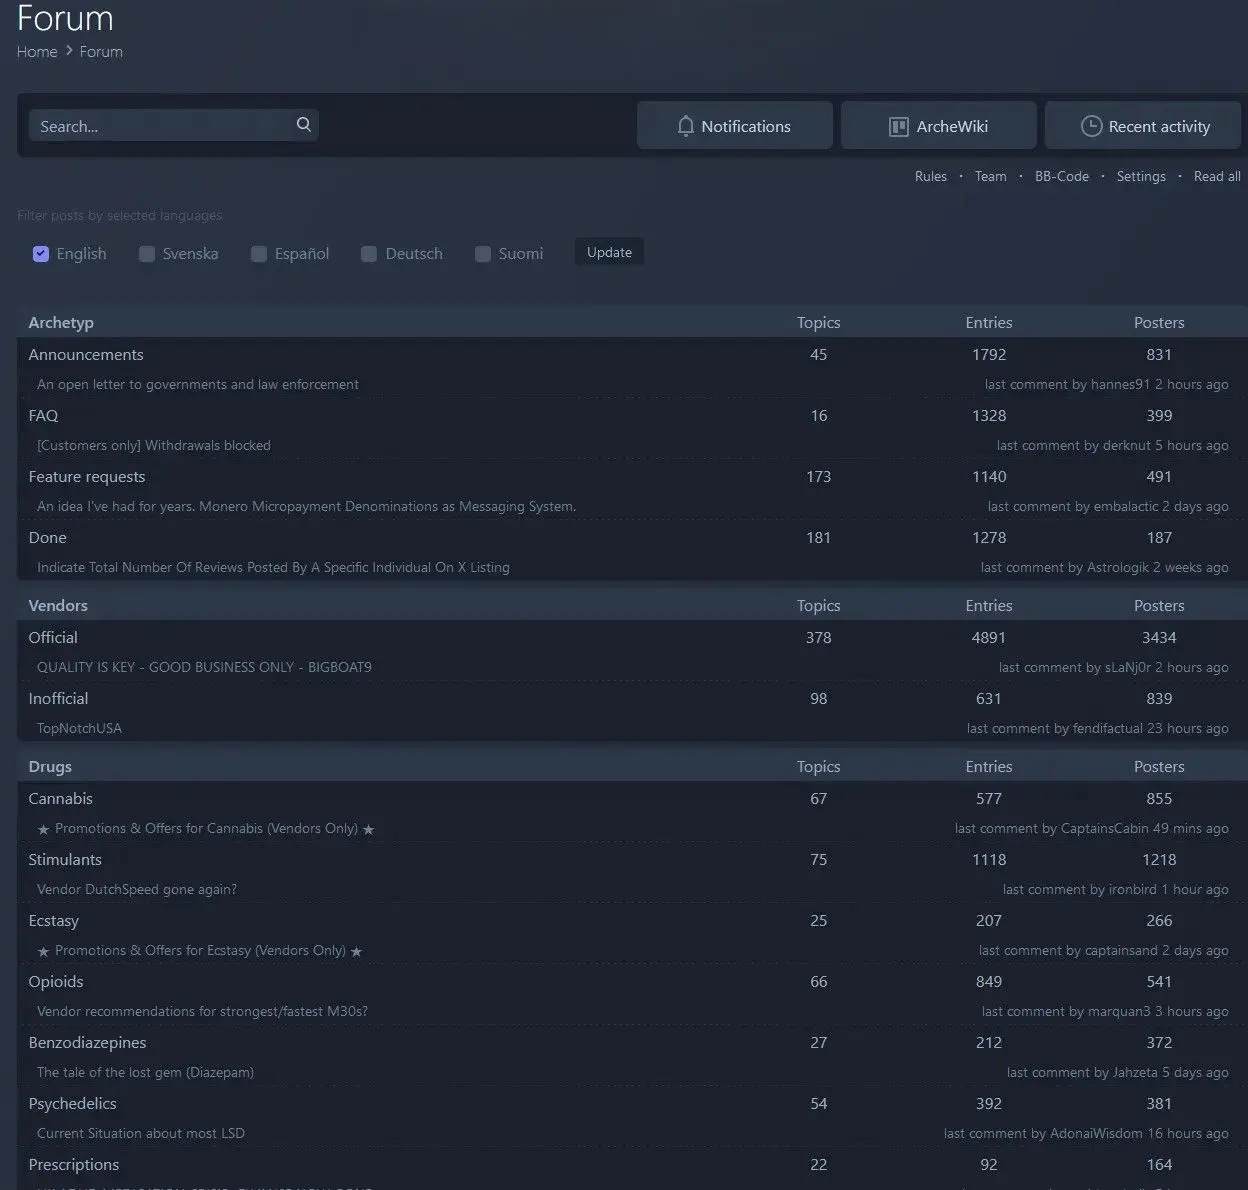 Forum
Home > Forum
Search... Notifications ArcheWiki Recent activity
Rules · Team · BB-Code · Settings · Read all
Filter posts by selected languages
English Svenska Español Deutsch Suomi Update
Archetyp Topics Entries Posters
Announcements 45 1792 831
An open letter to governments and law enforcement last comment by hannes91 2 hours ago
FAQ 16 1328 399
[Customers only] Withdrawals blocked last comment by derknut 5 hours ago
Feature requests 173 1140 491
An idea I've had for years. Monero Micropayment Denominations as Messaging System. last comment by embalactic 2 days ago
Done 181 1278 187
Indicate Total Number Of Reviews Posted By A Specific Individual On X Listing last comment by Astrologik 2 weeks ago
Vendors Topics Entries Posters
Official 378 4891 3434
QUALITY IS KEY - GOOD BUSINESS ONLY - BIGBOAT9 last comment by sLaNj0r 2 hours ago
Inofficial 98 631 839
TopNotchUSA last comment by fendifactual 23 hours ago
Drugs Topics Entries Posters
Cannabis 67 577 855
★ Promotions & Offers for Cannabis (Vendors Only) ★ last comment by CaptainsCabin 49 mins ago
Stimulants 75 1118 1218
Vendor DutchSpeed gone again? last comment by ironbird 1 hour ago
Ecstasy 25 207 266
★ Promotions & Offers for Ecstasy (Vendors Only) ★ last comment by captainsand 2 days ago
Opioids 66 849 541
Vendor recommendations for strongest/fastest M30s? last comment by marquan3 3 hours ago
Benzodiazepines 27 212 372
The tale of the lost gem (Diazepam) last comment by Jahzeta 5 days ago
Psychedelics 54 392 381
Current Situation about most LSD last comment by AdonaiWisdom 16 hours ago
Prescriptions 22 92 164